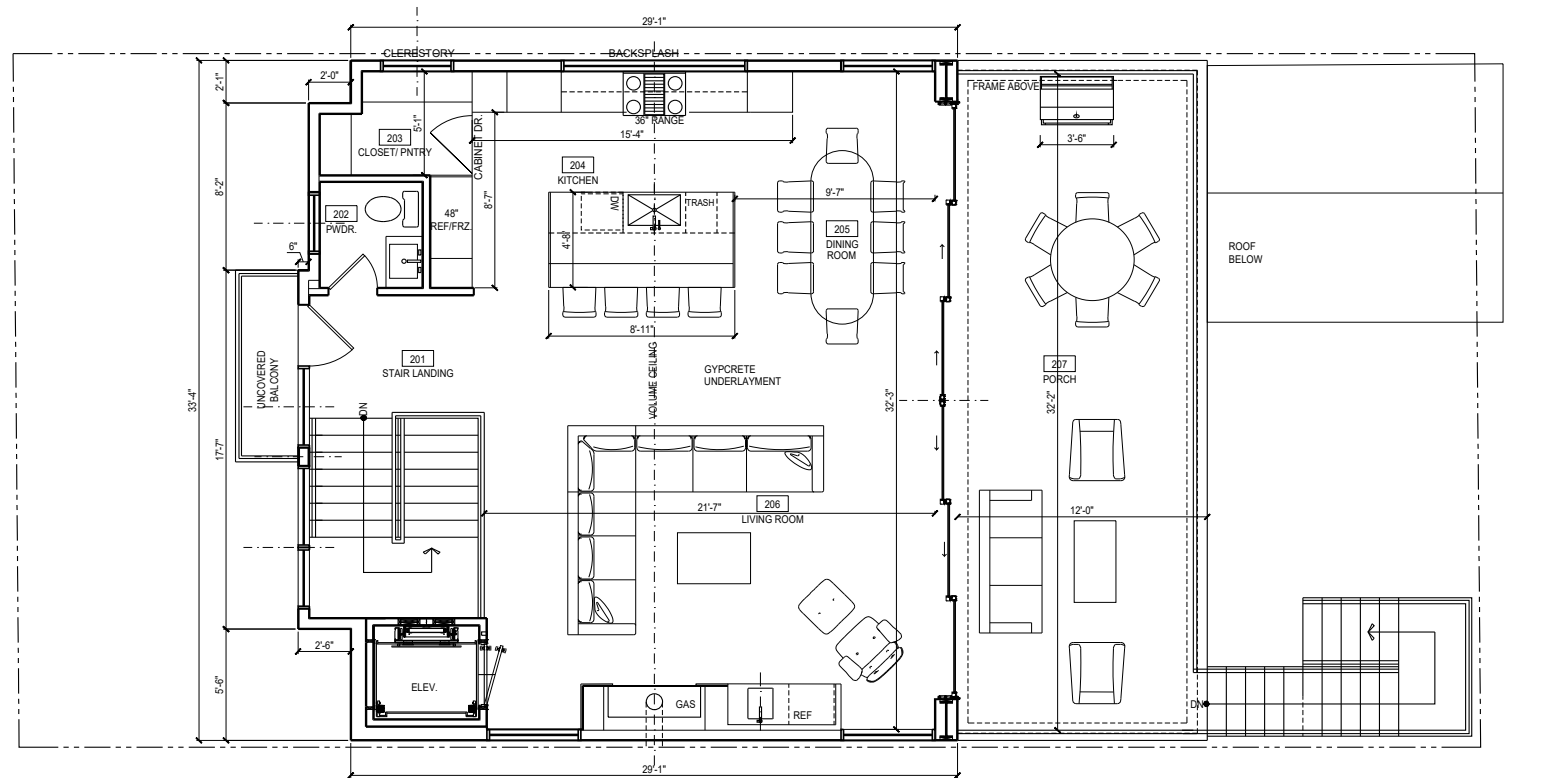 29'-1"
CLERESTORY
BACKSPLASH
2'-1"
2'-0"
FRAME ABOVE
36" RANGE
15'-4"
3'-6"
5'-1"
203
CLOSET/ PNTRY
CABINET DR.
204
KITCHEN
8'-2"
8'-7"
9'-7"
202
PWDR.
48"
REF/FRZ.
DW
TRASH
205
DINING
ROOM
4'-8"
6"
ROOF
BELOW
8'-11"
201
STAIR LANDING
UNCOVERED
BALCONY
VOLUME CEILING
GYPCRETE
UNDERLAYMENT
207
PORCH
33'-4"
32'-3"
32'-2"
DN
17'-7"
206
21'-7"
LIVING ROOM
12'-0"
2'-6"
5'-6"
ELEV.
GAS
REF
DN
29'-1"